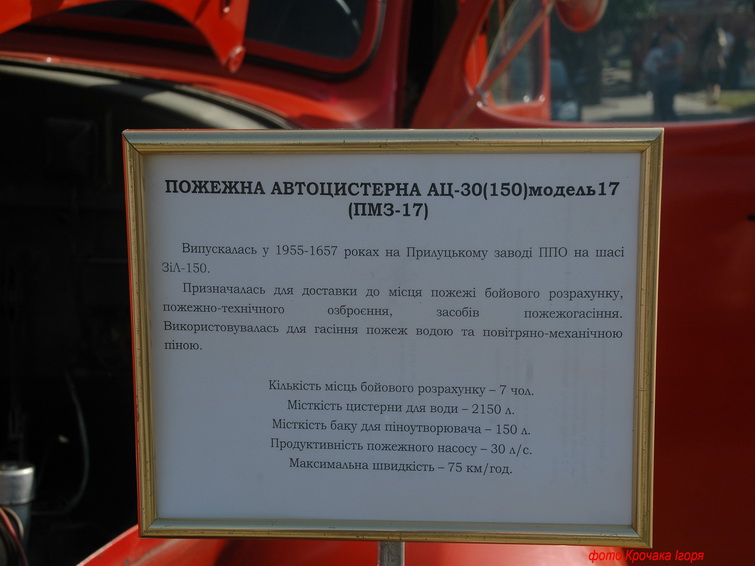 ПОЖЕЖНА АВТОЦИСТЕРНА АЦ-30(150)модель17
(ПМЗ-17)
Випускалась у 1955-1657 роках на Прилуцькому заводі ППО на шасі
ЗіЛ-150.
Призначалась для доставки до місця пожежі бойового розрахунку,
пожежно-технічного озброєння, засобів пожежогасіння.
Використовувалась для гасіння пожеж водою та повітряно-механічною
піною.
Кількість місць бойового розрахунку – 7 чол.
Місткість цистерни для води – 2150 л.
Місткість баку для піноутворювача – 150 л.
Продуктивність пожежного насосу – 30 л/с.
Максимальна швидкість – 75 км/год.
фото Крочака Ігоря